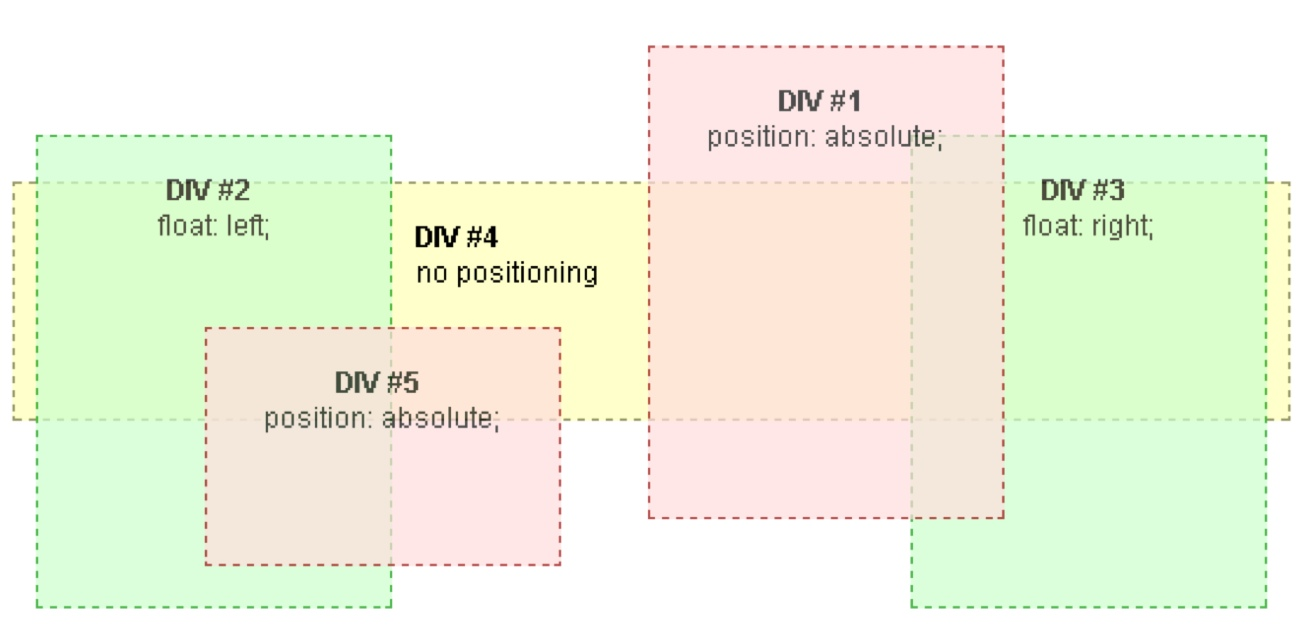 DIV #1
position: absolute;
DIV #2
float: left;
DIV #3
float: right;
DIV #4
no positioning
DIV #5
position: absolute;